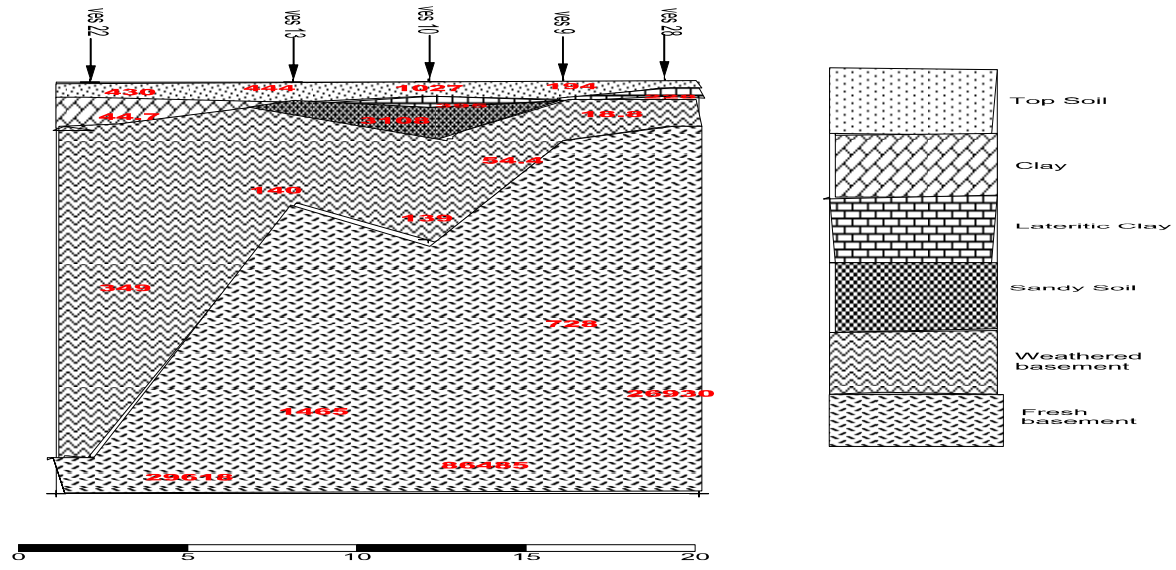 ves 22
ves 13
ves 10
ves 9
ves 28
430
444
1027
194
44.7
18.9
54.4
140
139
349
728
26930
1465
29618
86485
0
5
10
15
20
Top Soil
Clay
Lateritic Clay
Sandy Soil
Weathered
basement
Fresh
basement